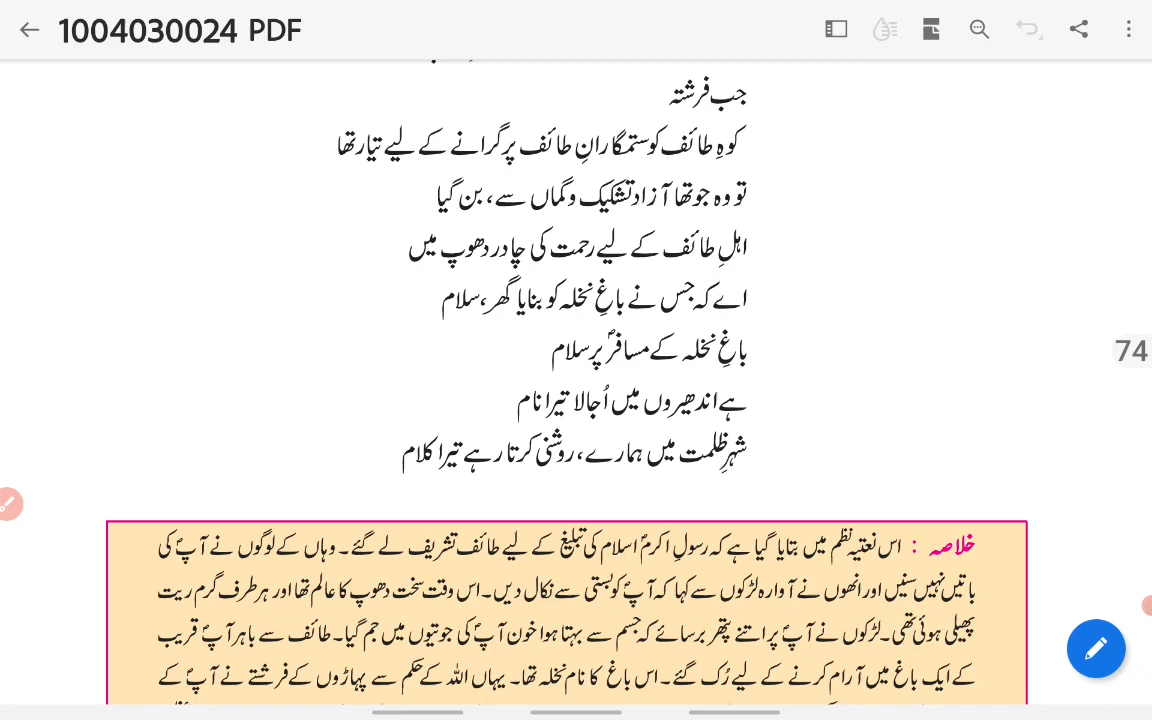 1004030024 PDF
جب فرشتہ
کوہِ طائف کو ستمگارانِ طائف پر گرانے کے لیے تیّار تھا
تو وہ جو تھا آزاد تشکیک و گماں سے، بن گیا
اہلِ طائف کے لیے رحمت کی چادر دھوپ میں
اے کہ جس نے باغِ نخلہ کو بنایا گھر، سلام
باغِ نخلہ کے مسافرؐ پر سلام
ہے اندھیروں میں اُجالا تیرا نام
شہرِ ظلمت میں ہمارے، روشنی کرتا رہے تیرا کلام
74
خلاصہ : اس نعتیہ نظم میں بتایا گیا ہے کہ رسولِ اکرمؐ اسلام کی تبلیغ کے لیے طائف تشریف لے گئے۔ وہاں کے لوگوں نے آپؐ کی
باتیں نہیں سنیں اور انھوں نے آوارہ لڑکوں سے کہا کہ آپؐ کو بستی سے نکال دیں۔ اس وقت سخت دھوپ کا عالم تھا اور ہر طرف گرم ریت
پھیلی ہوئی تھی۔ لڑکوں نے آپؐ پر اتنے پتھر برسائے کہ جسم سے بہتا ہوا خون آپؐ کی جوتیوں میں جم گیا۔ طائف سے باہر آپؐ قریب
کے ایک باغ میں آرام کرنے کے لیے رُک گئے۔ اس باغ کا نام نخلہ تھا۔ یہاں اللہ کے حکم سے پہاڑوں کے فرشتے نے آپؐ کے